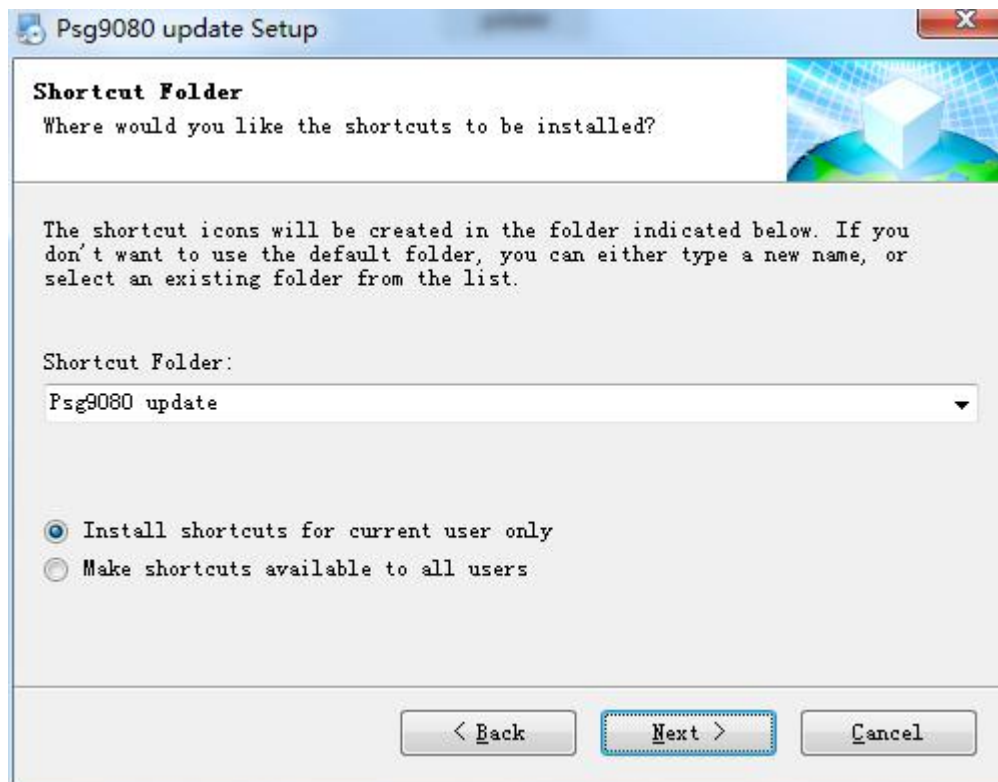 Psg9080 update Setup
Shortcut Folder
Where would you like the shortcuts to be installed?
The shortcut icons will be created in the folder indicated below. If you
don't want to use the default folder, you can either type a new name, or
select an existing folder from the list.
Shortcut Folder:
Psg9080 update
Install shortcuts for current user only
Make shortcuts available to all users
< Back
Next >
Cancel